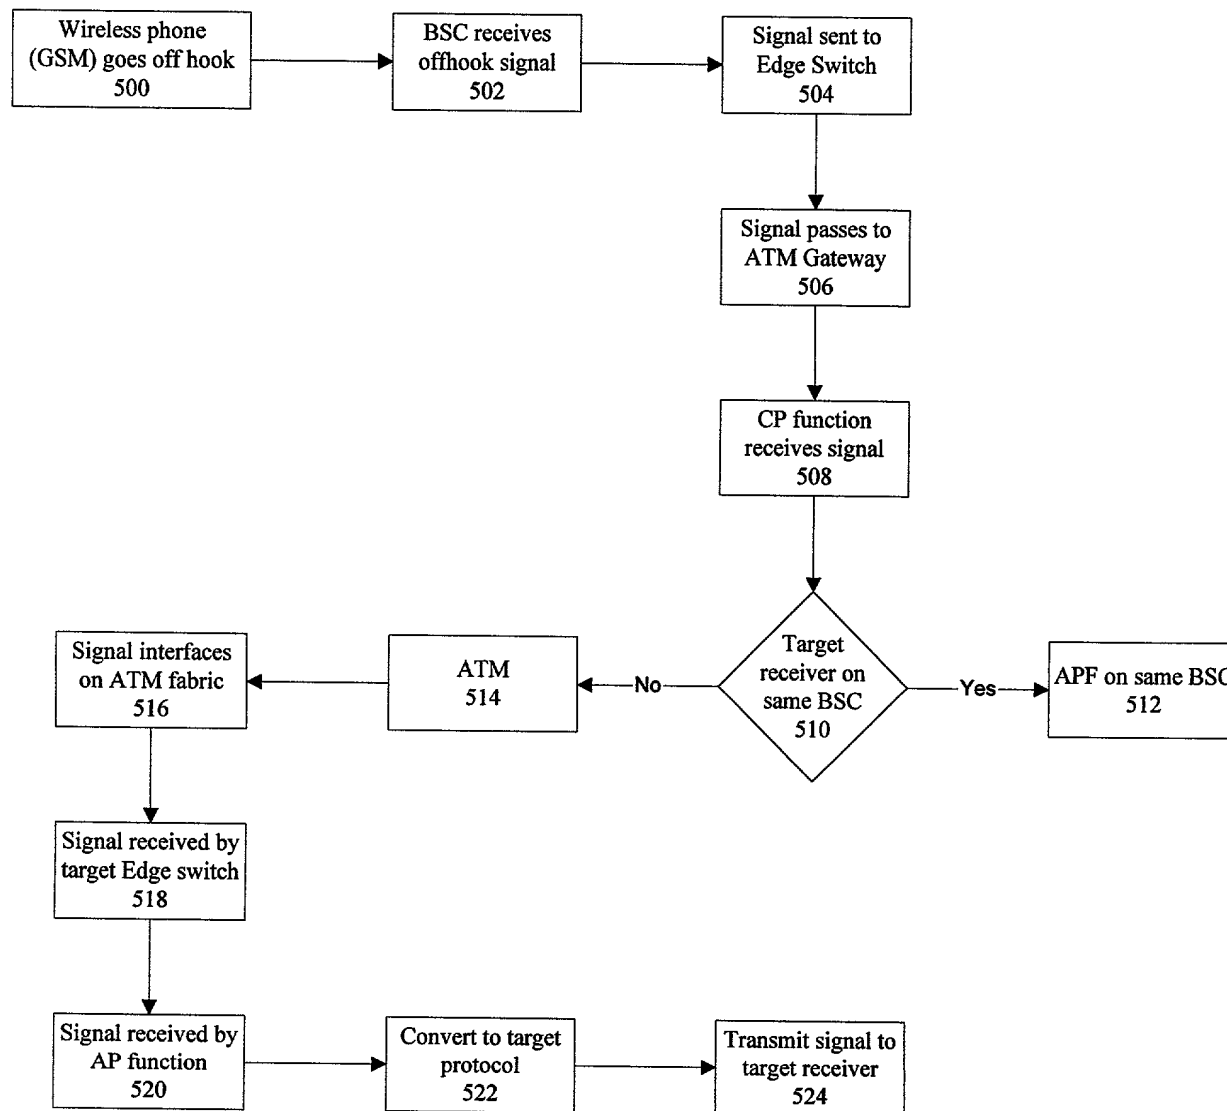 Wireless phone
(GSM) goes off hook
500
BSC receives
offhook signal
502
Signal sent to
Edge Switch
504
Signal passes to
ATM Gateway
506
CP function
receives signal
508
Target
receiver on
same BSC
510
Yes
APF on same BSC
512
No
ATM
514
Signal interfaces
on ATM fabric
516
Signal received by
target Edge switch
518
Signal received by
AP function
520
Convert to target
protocol
522
Transmit signal to
target receiver
524